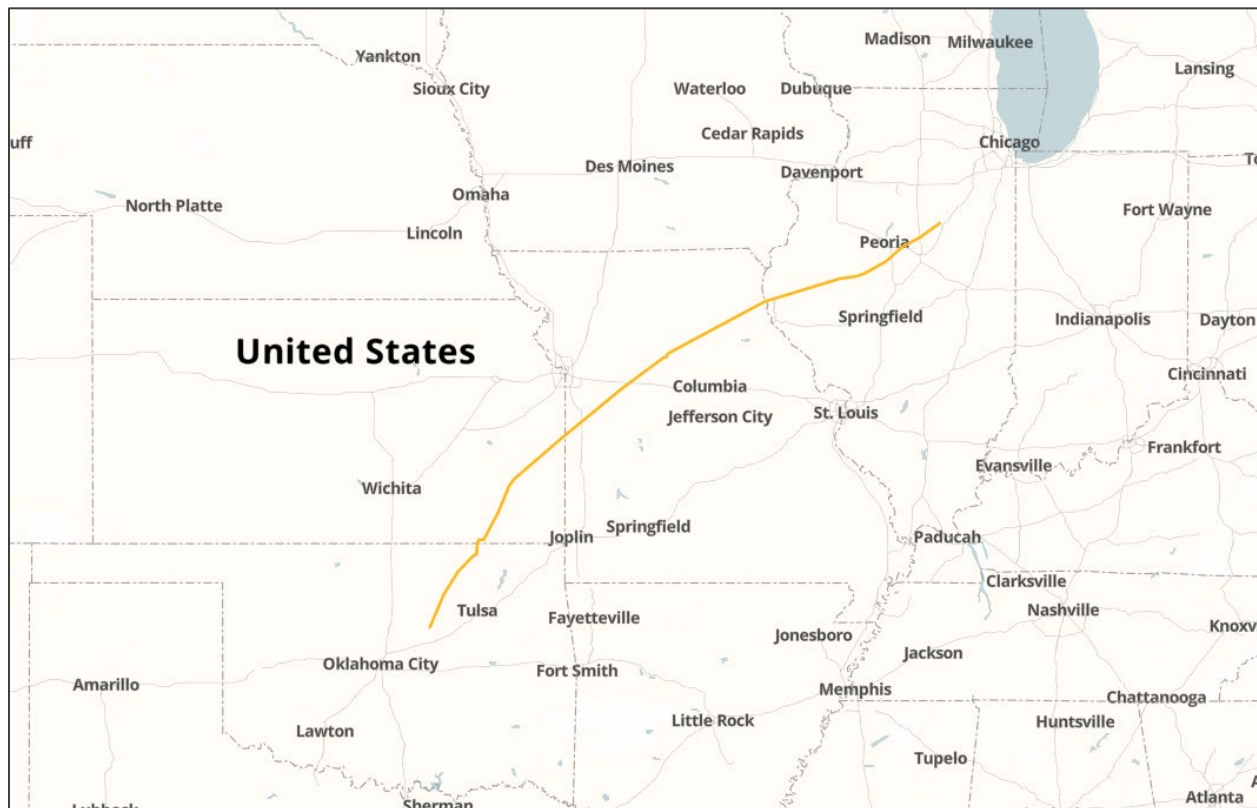 Madison
Milwaukee
Yankton
Lansing
Sioux City
Waterloo
Dubuque
Cedar Rapids
Chicago
uff
Des Moines
Davenport
Omaha
North Platte
Fort Wayne
Lincoln
Peoria
Springfield
Indianapolis
Dayton
United States
Cincinnati
Columbia
St. Louis
Jefferson City
Frankfort
Evansville
Wichita
Springfield
Joplin
Paducah
Clarksville
Tulsa
Fayetteville
Nashville
Jonesboro
Knoxv
Jackson
Oklahoma City
Fort Smith
Amarillo
Memphis
Chattanooga
Little Rock
Huntsville
Lawton
Tupelo
Atlanta
Sherman